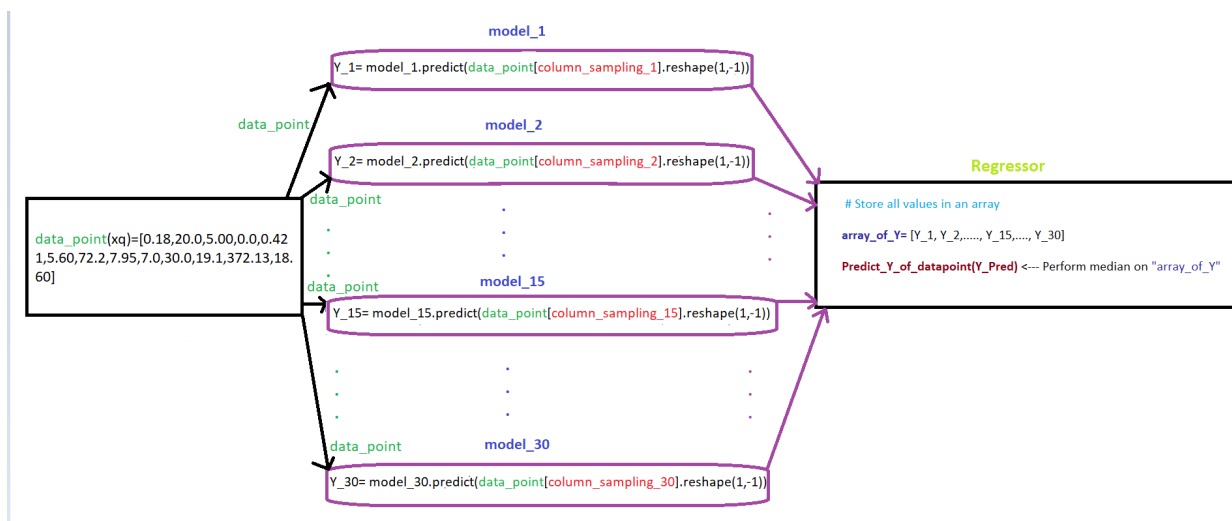 model_1
Y_1= model_1.predict(data_point[column_sampling_1].reshape(1,-1))
data_point
model_2
Y_2= model_2.predict(data_point[column_sampling_2].reshape(1,-1))
Regressor
data_point
# Store all values in an array
data_point(xq)=[0.18,20.0,5.00,0.0,0.42
1,5.60,72.2,7.95,7.0,30.0,19.1,372.13,18.
60]
array_of_Y= [Y_1, Y_2,....., Y_15,...., Y_30]
Predict_Y_of_datapoint(Y_Pred) <--- Perform median on "array_of_Y"
data_point
model_15
Y_15= model_15.predict(data_point[column_sampling_15].reshape(1,-1))
data_point
model_30
Y_30= model_30.predict(data_point[column_sampling_30].reshape(1,-1))